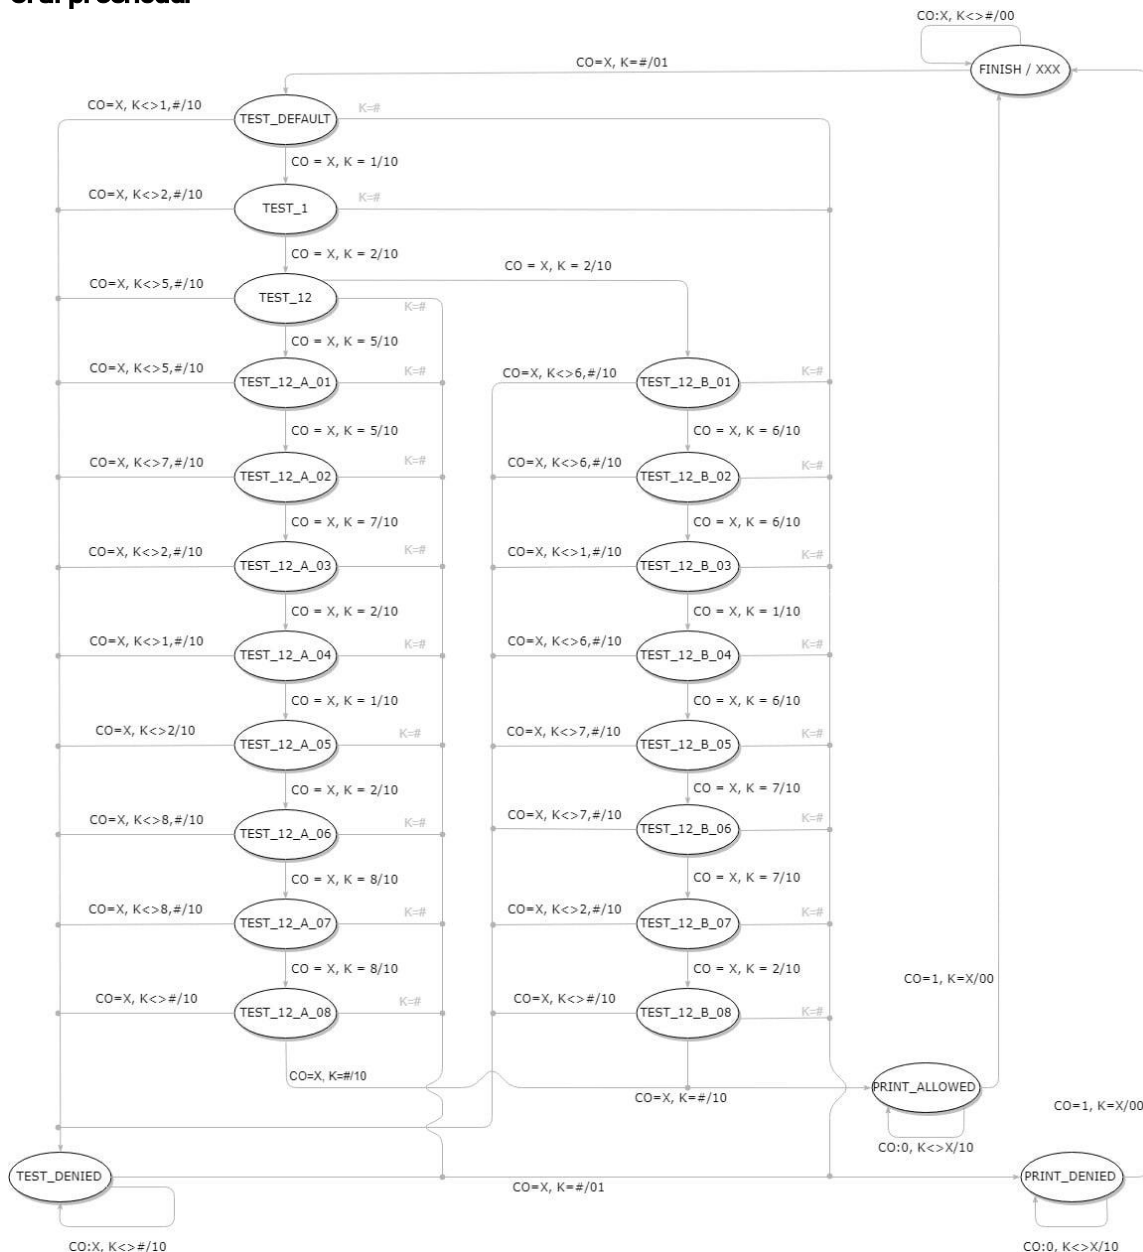 CO:X, K<>#/00
CO=X, K=#/01
FINISH / XXX
CO=X, K<>1,#/10
K=#
TEST_DEFAULT
CO = X, K = 1/10
CO=X, K<>2,#/10
K=#
TEST_1
CO = X, K = 2/10
CO = X, K = 2/10
CO=X, K<>5,#/10
TEST_12
K=#
CO = X, K = 5/10
CO=X, K<>5,#/10
K=#
CO=X, K<>6,#/10
K=#
TEST_12_A_01
TEST_12_B_01
CO = X, K = 5/10
CO = X, K = 6/10
CO=X, K<>7,#/10
K=#
CO=X, K<>6,#/10
K=#
TEST_12_A_02
TEST_12_B_02
CO = X, K = 7/10
CO = X, K = 6/10
CO=X, K<>2,#/10
K=#
CO=X, K<>1,#/10
K=#
TEST_12_A_03
TEST_12_B_03
CO = X, K = 2/10
CO = X, K = 1/10
CO=X, K<>1,#/10
K=#
CO=X, K<>6,#/10
K=#
TEST_12_A_04
TEST_12_B_04
CO = X, K = 1/10
CO = X, K = 6/10
CO=X, K<>2/10
K=#
CO=X, K<>7,#/10
K=#
TEST_12_A_05
TEST_12_B_05
CO = X, K = 2/10
CO = X, K = 7/10
CO=X, K<>8,#/10
K=#
CO=X, K<>7,#/10
K=#
TEST_12_A_06
TEST_12_B_06
CO = X, K = 8/10
CO = X, K = 7/10
CO=X, K<>8,#/10
K=#
CO=X, K<>2,#/10
K=#
TEST_12_A_07
TEST_12_B_07
CO = X, K = 8/10
CO = X, K = 2/10
CO=1, K=X/00
CO=X, K<>#/10
K=#
CO=X, K<>#/10
K=#
TEST_12_A_08
TEST_12_B_08
CO=X, K=#/10
CO=X, K=#/10
PRINT_ALLOWED
CO=1, K=X/00
CO:0, K<>X/10
TEST_DENIED
CO=X, K=#/01
PRINT_DENIED
CO:X, K<>#/10
CO:0, K<>X/10